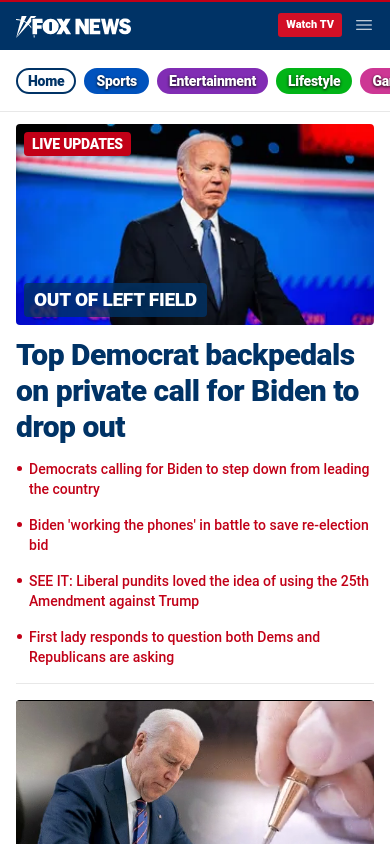 FOX NEWS
Watch TV
Home
Sports
Entertainment
Lifestyle
LIVE UPDATES
OUT OF LEFT FIELD
Top Democrat backpedals
on private call for Biden to
drop out
Democrats calling for Biden to step down from leading
the country
Biden 'working the phones' in battle to save re-election
bid
SEE IT: Liberal pundits loved the idea of using the 25th
Amendment against Trump
First lady responds to question both Dems and
Republicans are asking